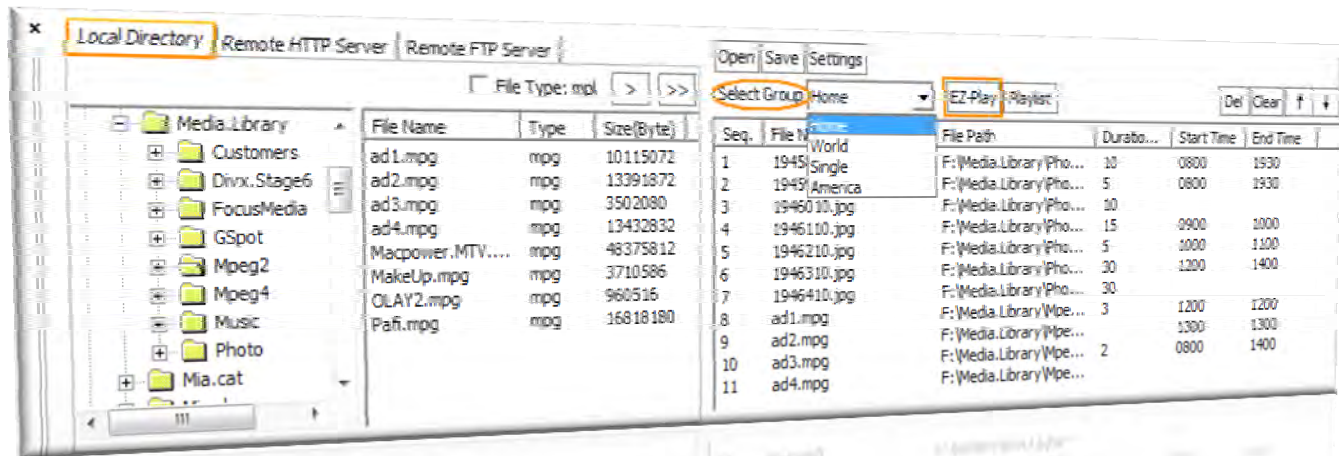 Local Directory Remote HTTP Server Remote FTP Server
File Type: mpl > >>
Media.Library
Customers
Divx.Stage6
FocusMedia
GSpot
Mpeg2
Mpeg4
Music
Photo
Mia.cat
File Name Type Size(Byte)
ad1.mpg mpg 10115072
ad2.mpg mpg 13391872
ad3.mpg mpg 3502080
ad4.mpg mpg 13432832
Macpower.MTV.... mpg 48375812
MakeUp.mpg mpg 3710586
OLAY2.mpg mpg 960516
Pafi.mpg mpg 16818180
Open Save Settings
Select Group Home EZ-Play Playlist Del Clear
Home
World
Single
America
Seq. File N File Path Duratio... Start Time End Time
1 1945 F:\Media.Library\Pho... 10 0800 1930
2 1945 F:\Media.Library\Pho... 5 0800 1930
3 1946010.jpg F:\Media.Library\Pho... 10
4 1946110.jpg F:\Media.Library\Pho... 15 0900 1000
5 1946210.jpg F:\Media.Library\Pho... 5 1000 1100
6 1946310.jpg F:\Media.Library\Pho... 30 1200 1400
7 1946410.jpg F:\Media.Library\Pho... 30
8 ad1.mpg F:\Media.Library\Mpe... 3 1200 1200
9 ad2.mpg F:\Media.Library\Mpe... 1300 1300
10 ad3.mpg F:\Media.Library\Mpe... 2 0800 1400
11 ad4.mpg F:\Media.Library\Mpe...